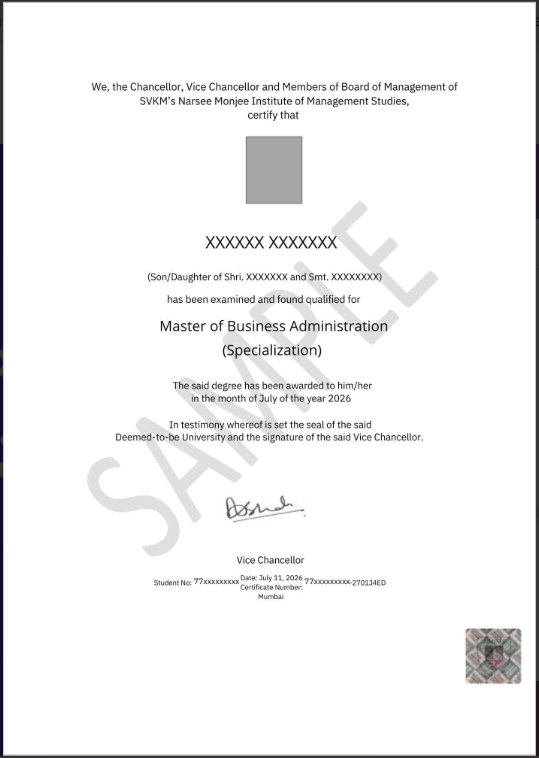 We, the Chancellor, Vice Chancellor and Members of Board of Management of
SVKM's Narsee Monjee Institute of Management Studies,
certify that
XXXXXX XXXXXXX
(Son/Daughter of Shri. XXXXXXX and Smt. XXXXXXXX)
has been examined and found qualified for
Master of Business Administration
(Specialization)
The said degree has been awarded to him/her
in the month of July of the year 2026
In testimony whereof is set the seal of the said
Deemed-to-be University and the signature of the said Vice Chancellor.
SAMPLE
Vice Chancellor
Student No: 77xxxxxxxxx Date: July 11, 2026
Certificate Number: 77xxxxxxxxx-2701J4ED
Mumbai